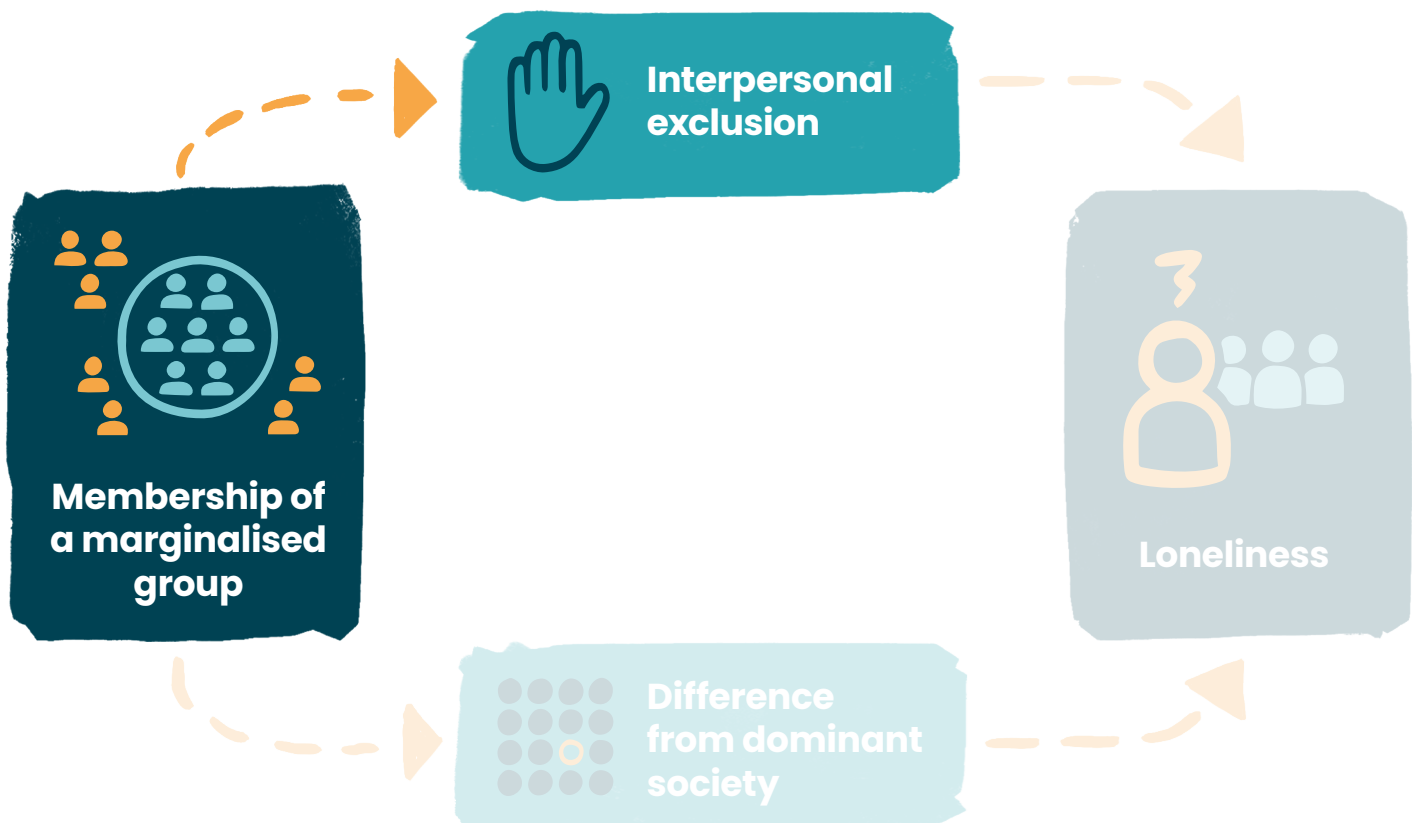 Interpersonal
exclusion
Membership of
a marginalised
group
Loneliness
Difference
from dominant
society